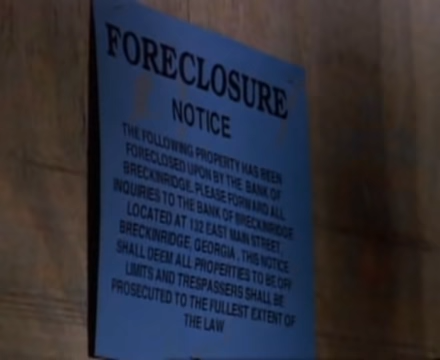 FORECLOSURE
NOTICE
THE FOLLOWING PROPERTY HAS BEEN
FORECLOSED UPON BY THE BANK OF
BRECKINRIDGE. PLEASE FORWARD ALL
INQUIRIES TO THE BANK OF BRECKINRIDGE
LOCATED AT 132 EAST MAIN STREET,
BRECKINRIDGE, GEORGIA, THIS NOTICE
SHALL DEEM ALL PROPERTIES TO BE OFF
LIMITS AND TRESPASSERS SHALL BE
PROSECUTED TO THE FULLEST EXTENT OF
THE LAW